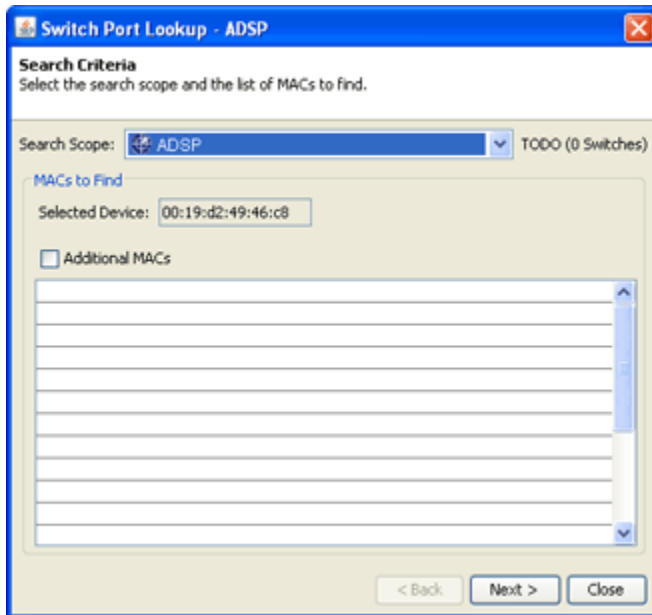 Switch Port Lookup - ADSP
Search Criteria
Select the search scope and the list of MACs to find.
Search Scope: ADSP TODO (0 Switches)
MACs to Find
Selected Device: 00:19:d2:49:46:c8
Additional MACs
< Back Next > Close